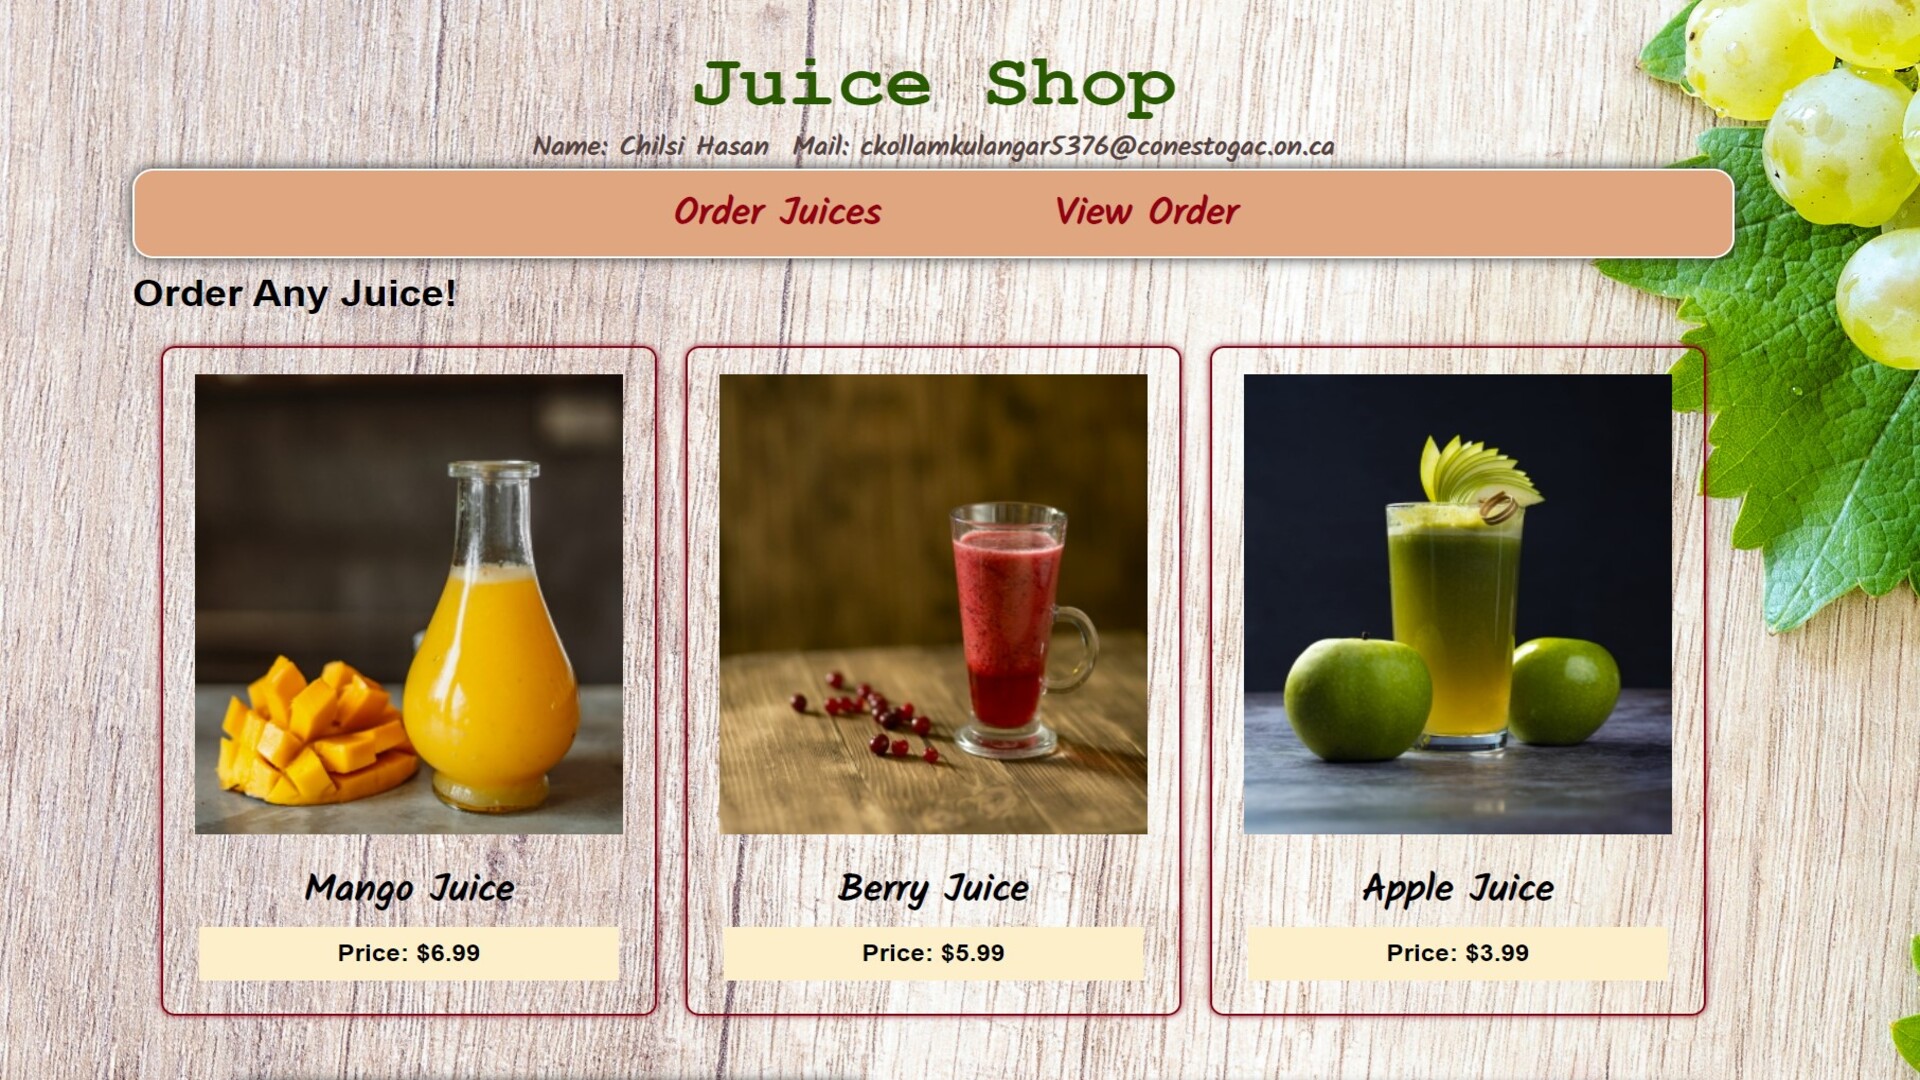 Juice Shop
Name: Chilsi Hasan Mail: ckollamkulangar5376@conestogac.on.ca
Order Juices View Order
Order Any Juice!
Mango Juice Berry Juice Apple Juice
Price: $6.99 Price: $5.99 Price: $3.99